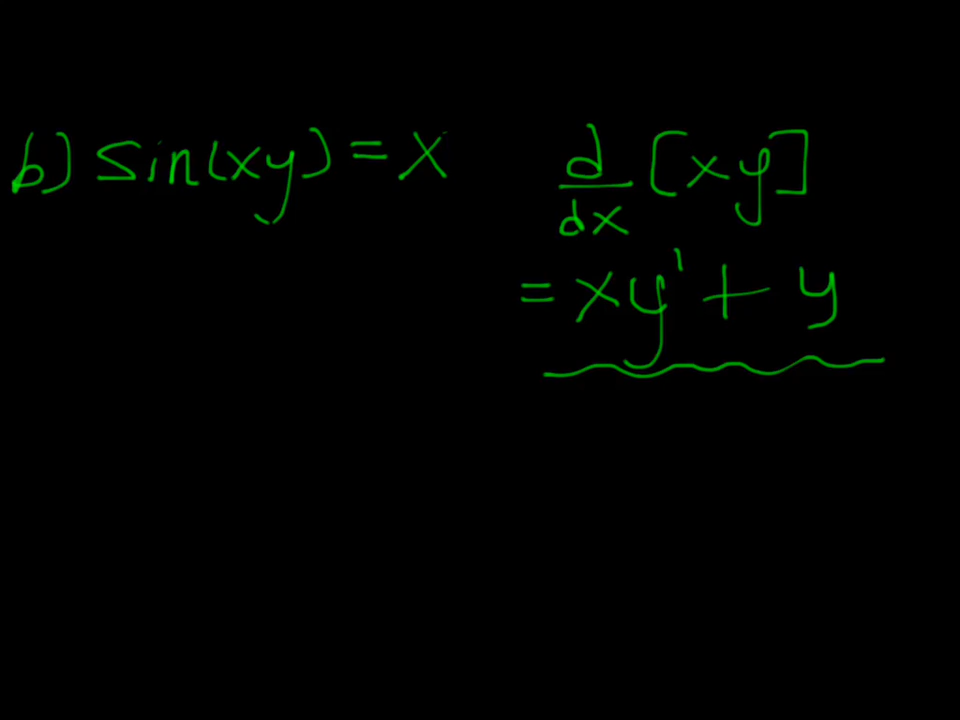 b) sin(xy) = x
d/dx [xy]
= xy' + y